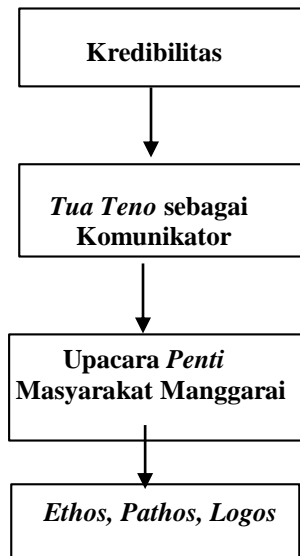 Kredibilitas
Tua Teno sebagai
Komunikator
Upacara Penti
Masyarakat Manggarai
Ethos, Pathos, Logos